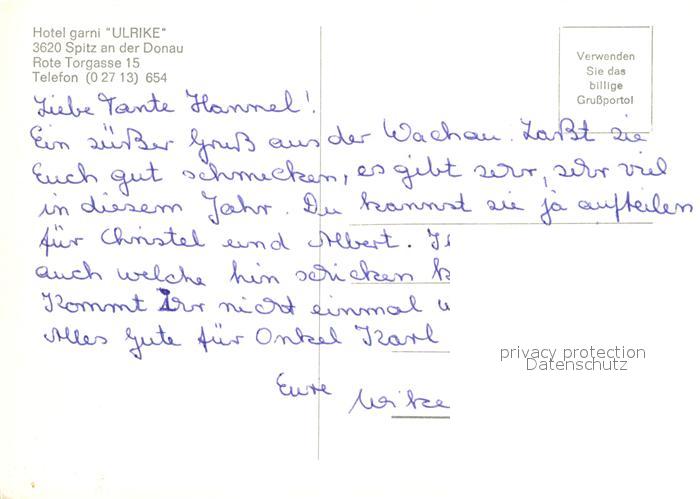 Hotel garni "ULRIKE"
3620 Spitz an der Donau
Rote Torgasse 15
Telefon (0 27 13) 654
Verwenden
Sie das
billige
Grußporto!
Liebe Tante Hannel!
Ein süßer Gruß aus der Wachau. Laßt sie
Euch gut schmecken, es gibt sehr, sehr viel
in diesem Jahr. Du kannst sie ja aufteilen
für Christel und Albert.
auch welche hin schicken
Kommt Ihr nicht einmal
Alles Gute für Onkel Karl
Eure
privacy protection
Datenschutz